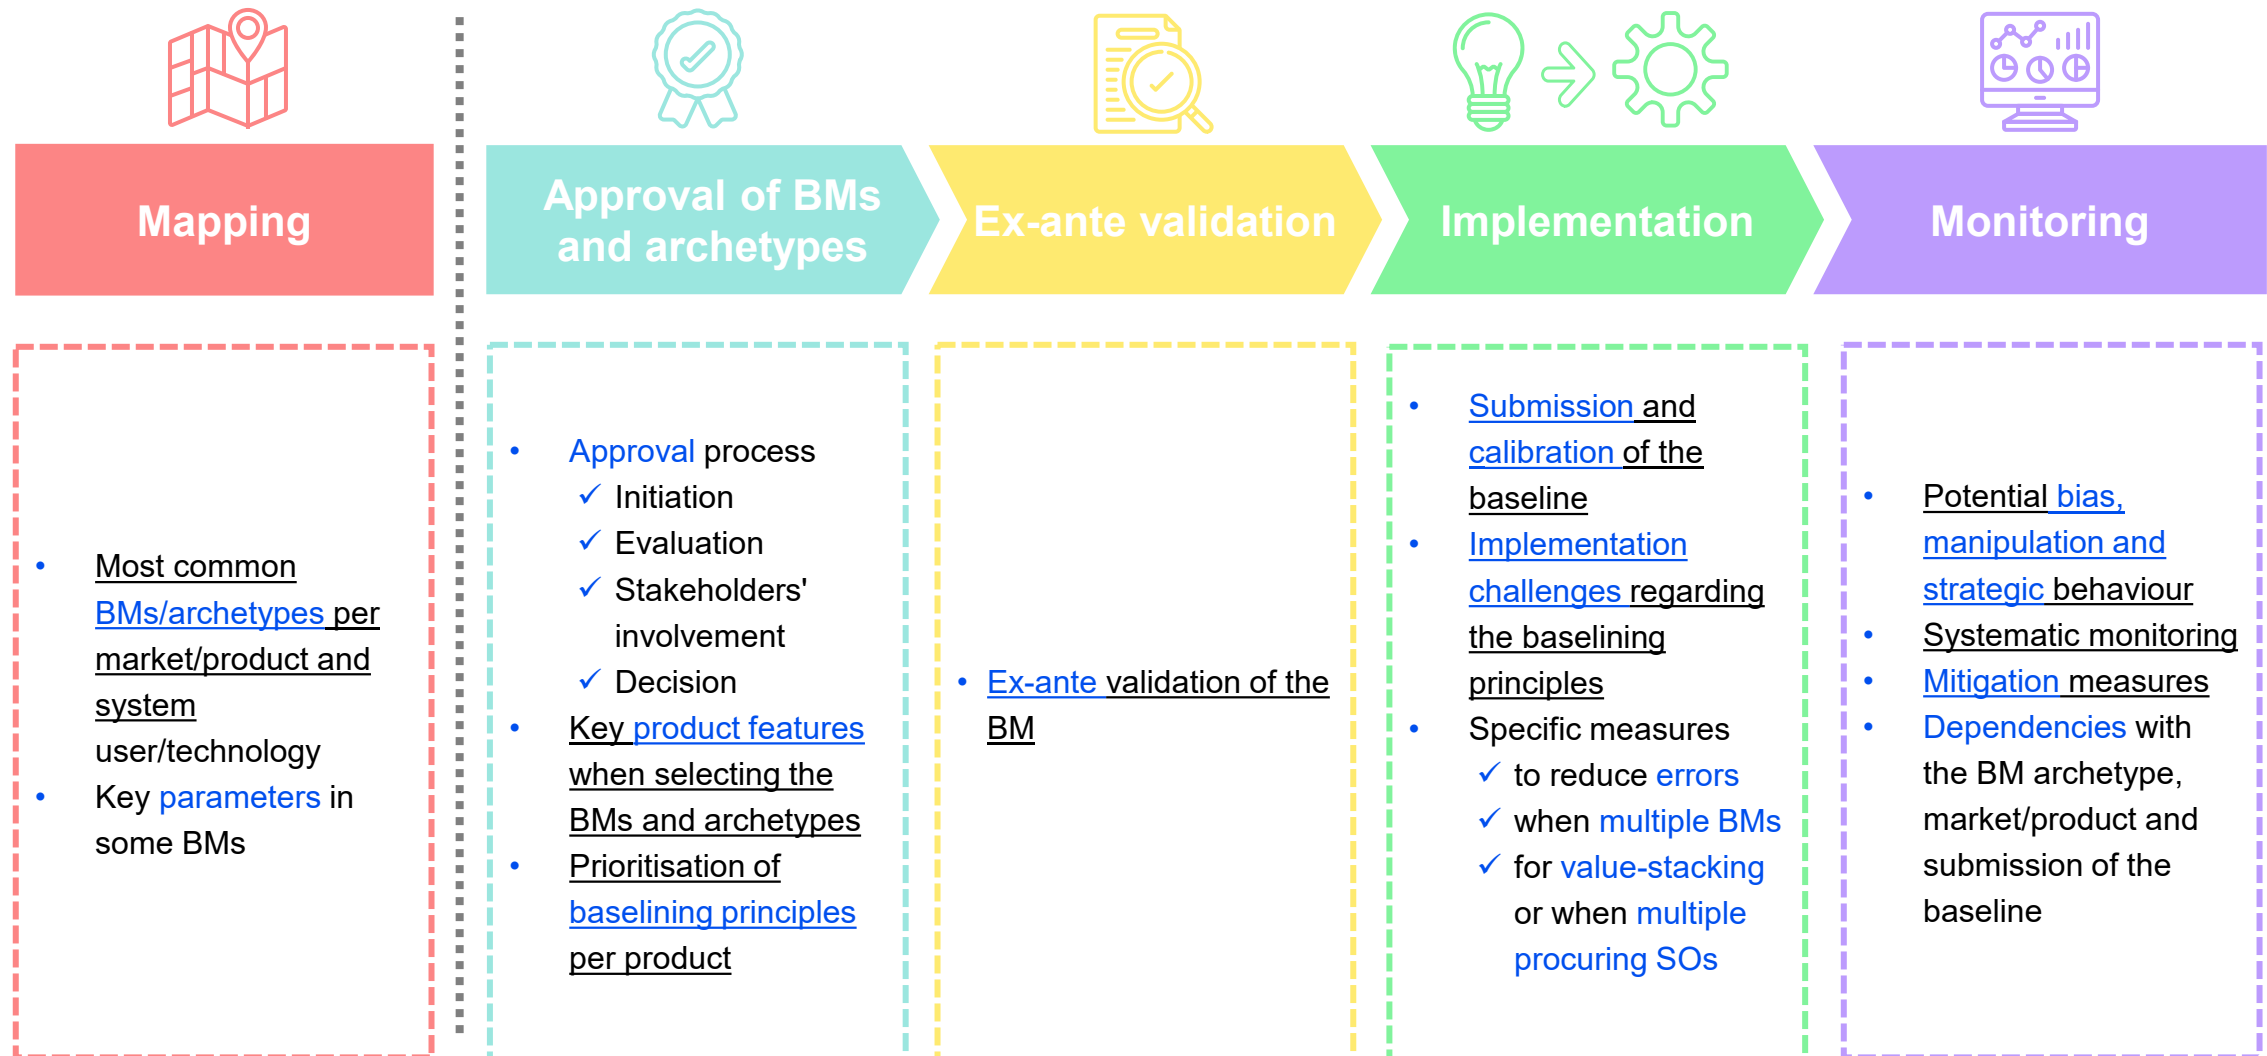 Mapping
Approval of BMs
and archetypes
Ex-ante validation
Implementation
Monitoring
• Most common
BMs/archetypes per
market/product and
system
user/technology
• Key parameters in
some BMs
• Approval process
✓ Initiation
✓ Evaluation
✓ Stakeholders'
involvement
✓ Decision
• Key product features
when selecting the
BMs and archetypes
• Prioritisation of
baselining principles
per product
• Ex-ante validation of the
BM
• Submission and
calibration of the
baseline
• Implementation
challenges regarding
the baselining
principles
• Specific measures
✓ to reduce errors
✓ when multiple BMs
✓ for value-stacking
or when multiple
procuring SOs
• Potential bias,
manipulation and
strategic behaviour
• Systematic monitoring
• Mitigation measures
• Dependencies with
the BM archetype,
market/product and
submission of the
baseline